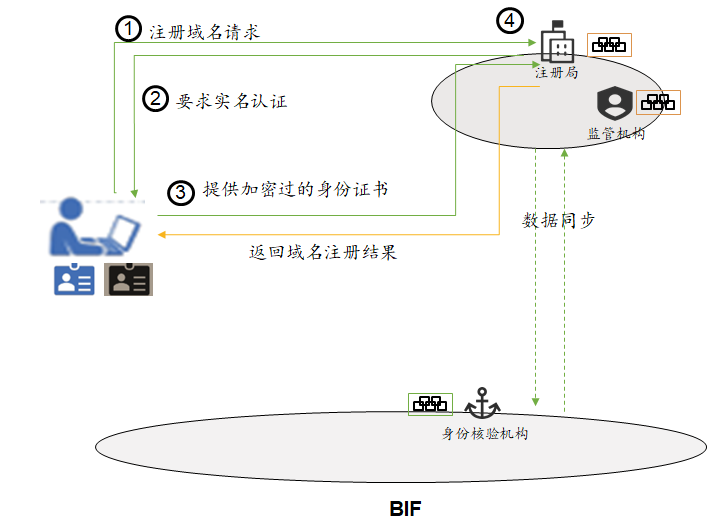 1 注册域名请求
4
注册局
2 要求实名认证
监管机构
3 提供加密过的身份证书
数据同步
返回域名注册结果
身份核验机构
BIF